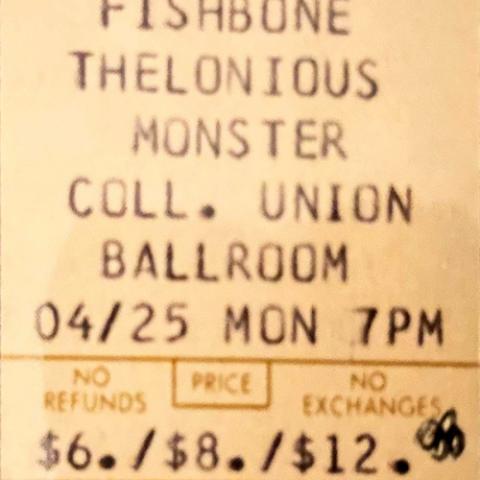 FISHBONE
THELONIOUS
MONSTER
COLL. UNION
BALLROOM
04/25 MON 7PM
NO REFUNDS PRICE NO EXCHANGES
$6./$8./$12.